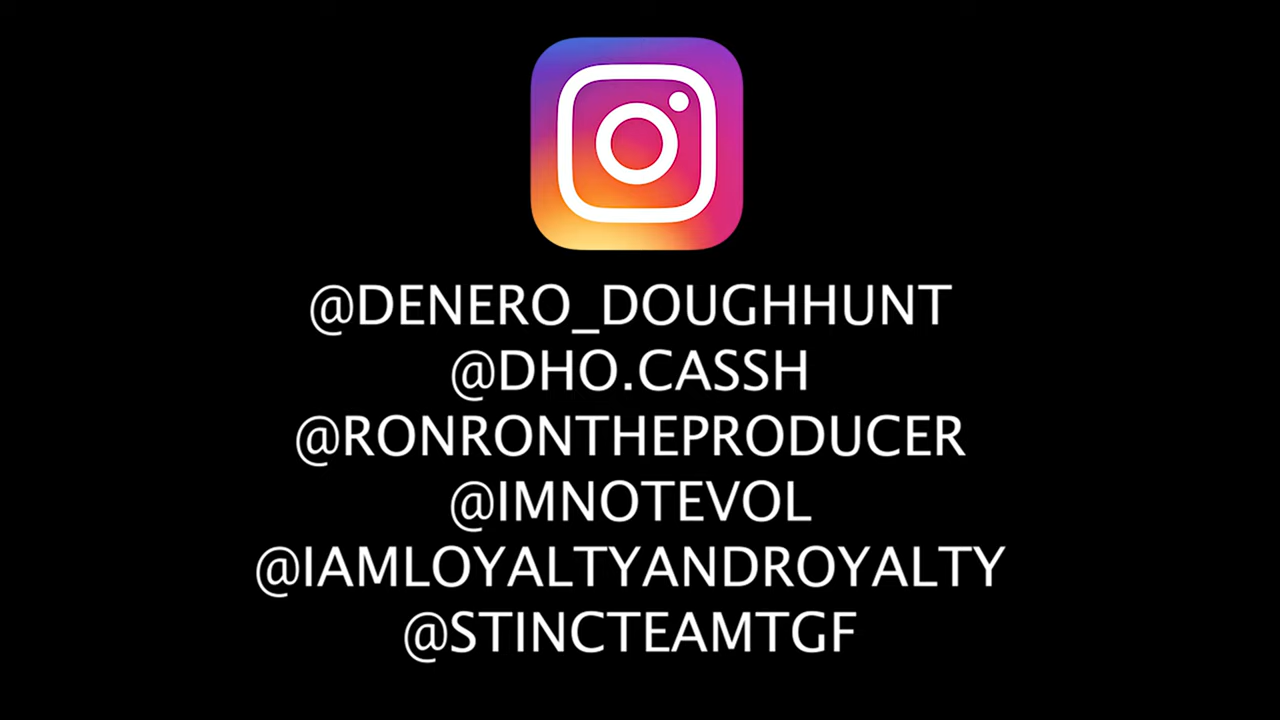 @DENERO_DOUGHHUNT
@DHO.CASSH
@RONRONTHEPRODUCER
@IMNOTEVOL
@IAMLOYALTYANDROYALTY
@STINCTEAMTGF